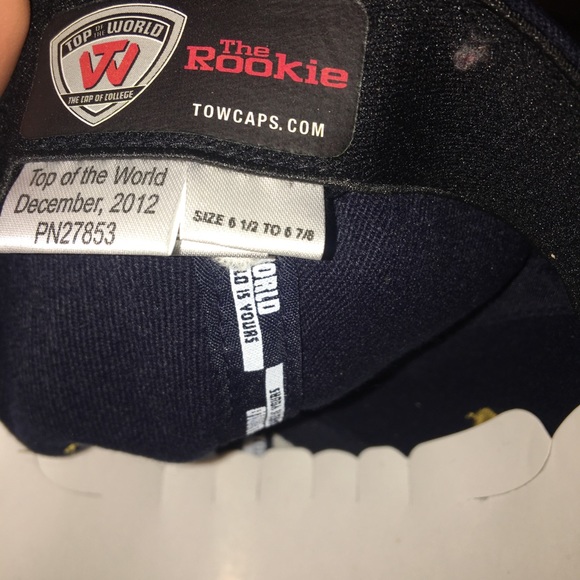 TOP OF THE WORLD
TW
THE CAP OF COLLEGE
The
Rookie
TOWCAPS.COM
Top of the World
December, 2012
PN27853
SIZE 6 1/2 TO 6 7/8
ORLD
IS YOURS